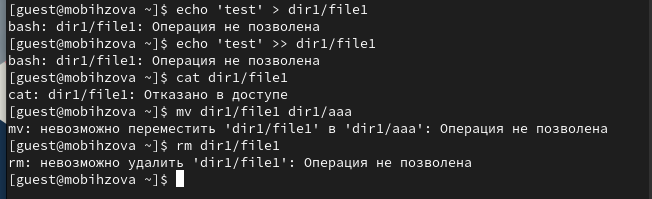 [guest@mobihzova ~]$ echo 'test' > dir1/file1
bash: dir1/file1: Операция не позволена
[guest@mobihzova ~]$ echo 'test' >> dir1/file1
bash: dir1/file1: Операция не позволена
[guest@mobihzova ~]$ cat dir1/file1
cat: dir1/file1: Отказано в доступе
[guest@mobihzova ~]$ mv dir1/file1 dir1/aaa
mv: невозможно переместить 'dir1/file1' в 'dir1/aaa': Операция не позволена
[guest@mobihzova ~]$ rm dir1/file1
rm: невозможно удалить 'dir1/file1': Операция не позволена
[guest@mobihzova ~]$